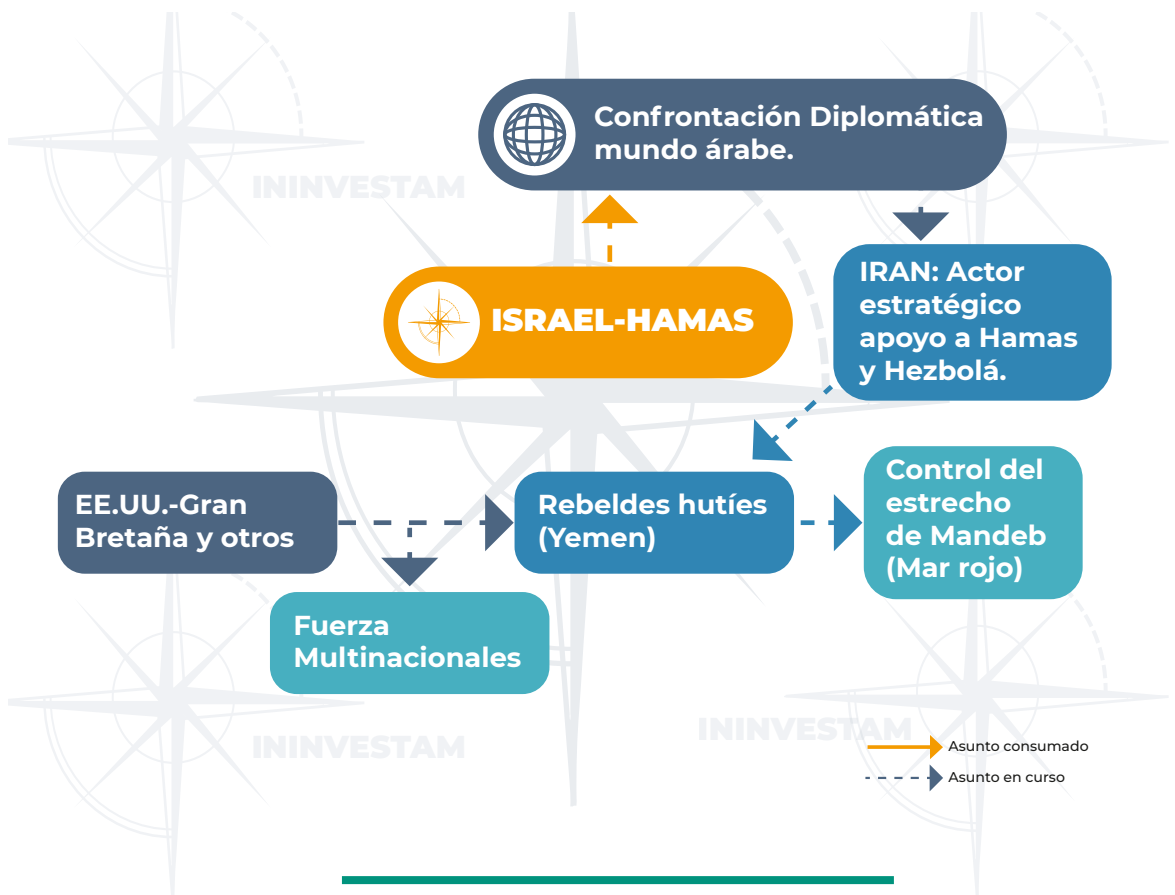 Confrontación Diplomática
mundo árabe.
ININVESTAM
ISRAEL-HAMAS
IRAN: Actor
estratégico
apoyo a Hamas
y Hezbolá.
EE.UU.-Gran
Bretaña y otros
Rebeldes hutíes
(Yemen)
Control del
estrecho
de Mandeb
(Mar rojo)
Fuerza
Multinacionales
ININVESTAM
ININVESTAM
Asunto consumado
Asunto en curso